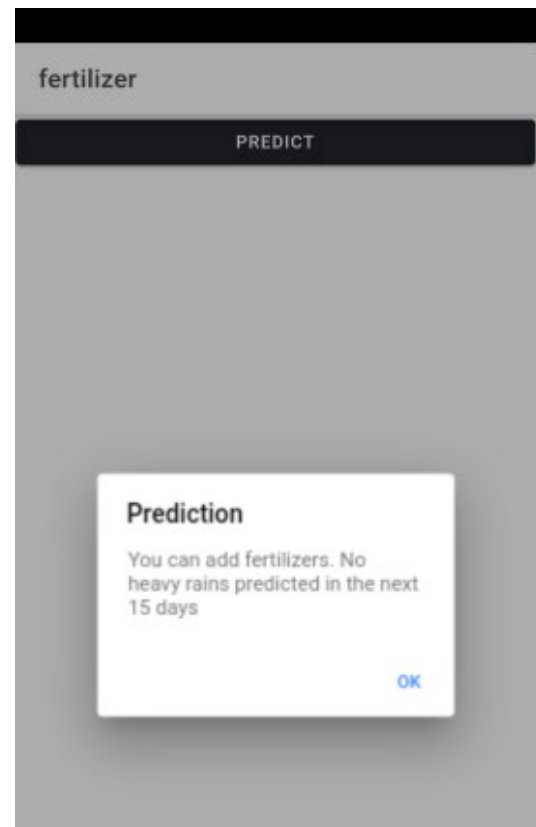 fertilizer
PREDICT
Prediction
You can add fertilizers. No
heavy rains predicted in the next
15 days
OK